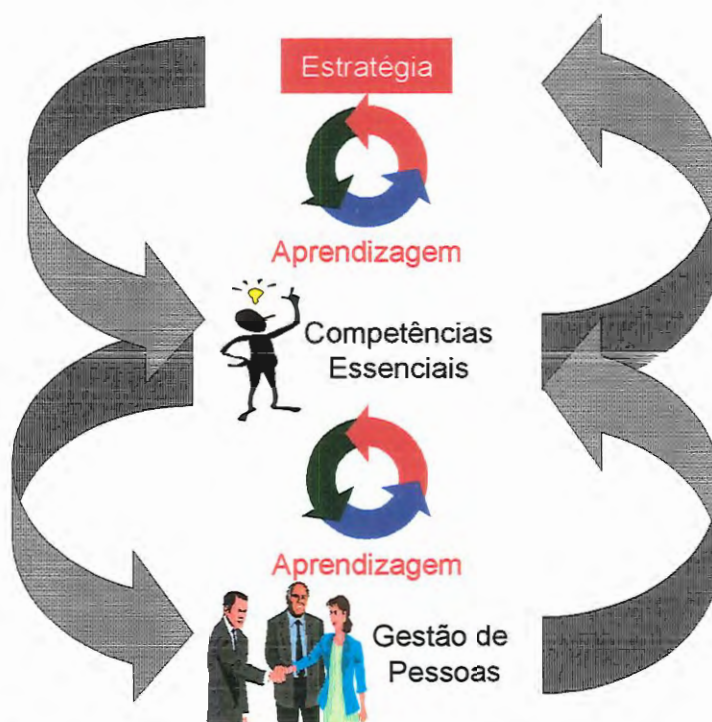 Estratégia
Aprendizagem
Competências
Essenciais
Aprendizagem
Gestão de
Pessoas